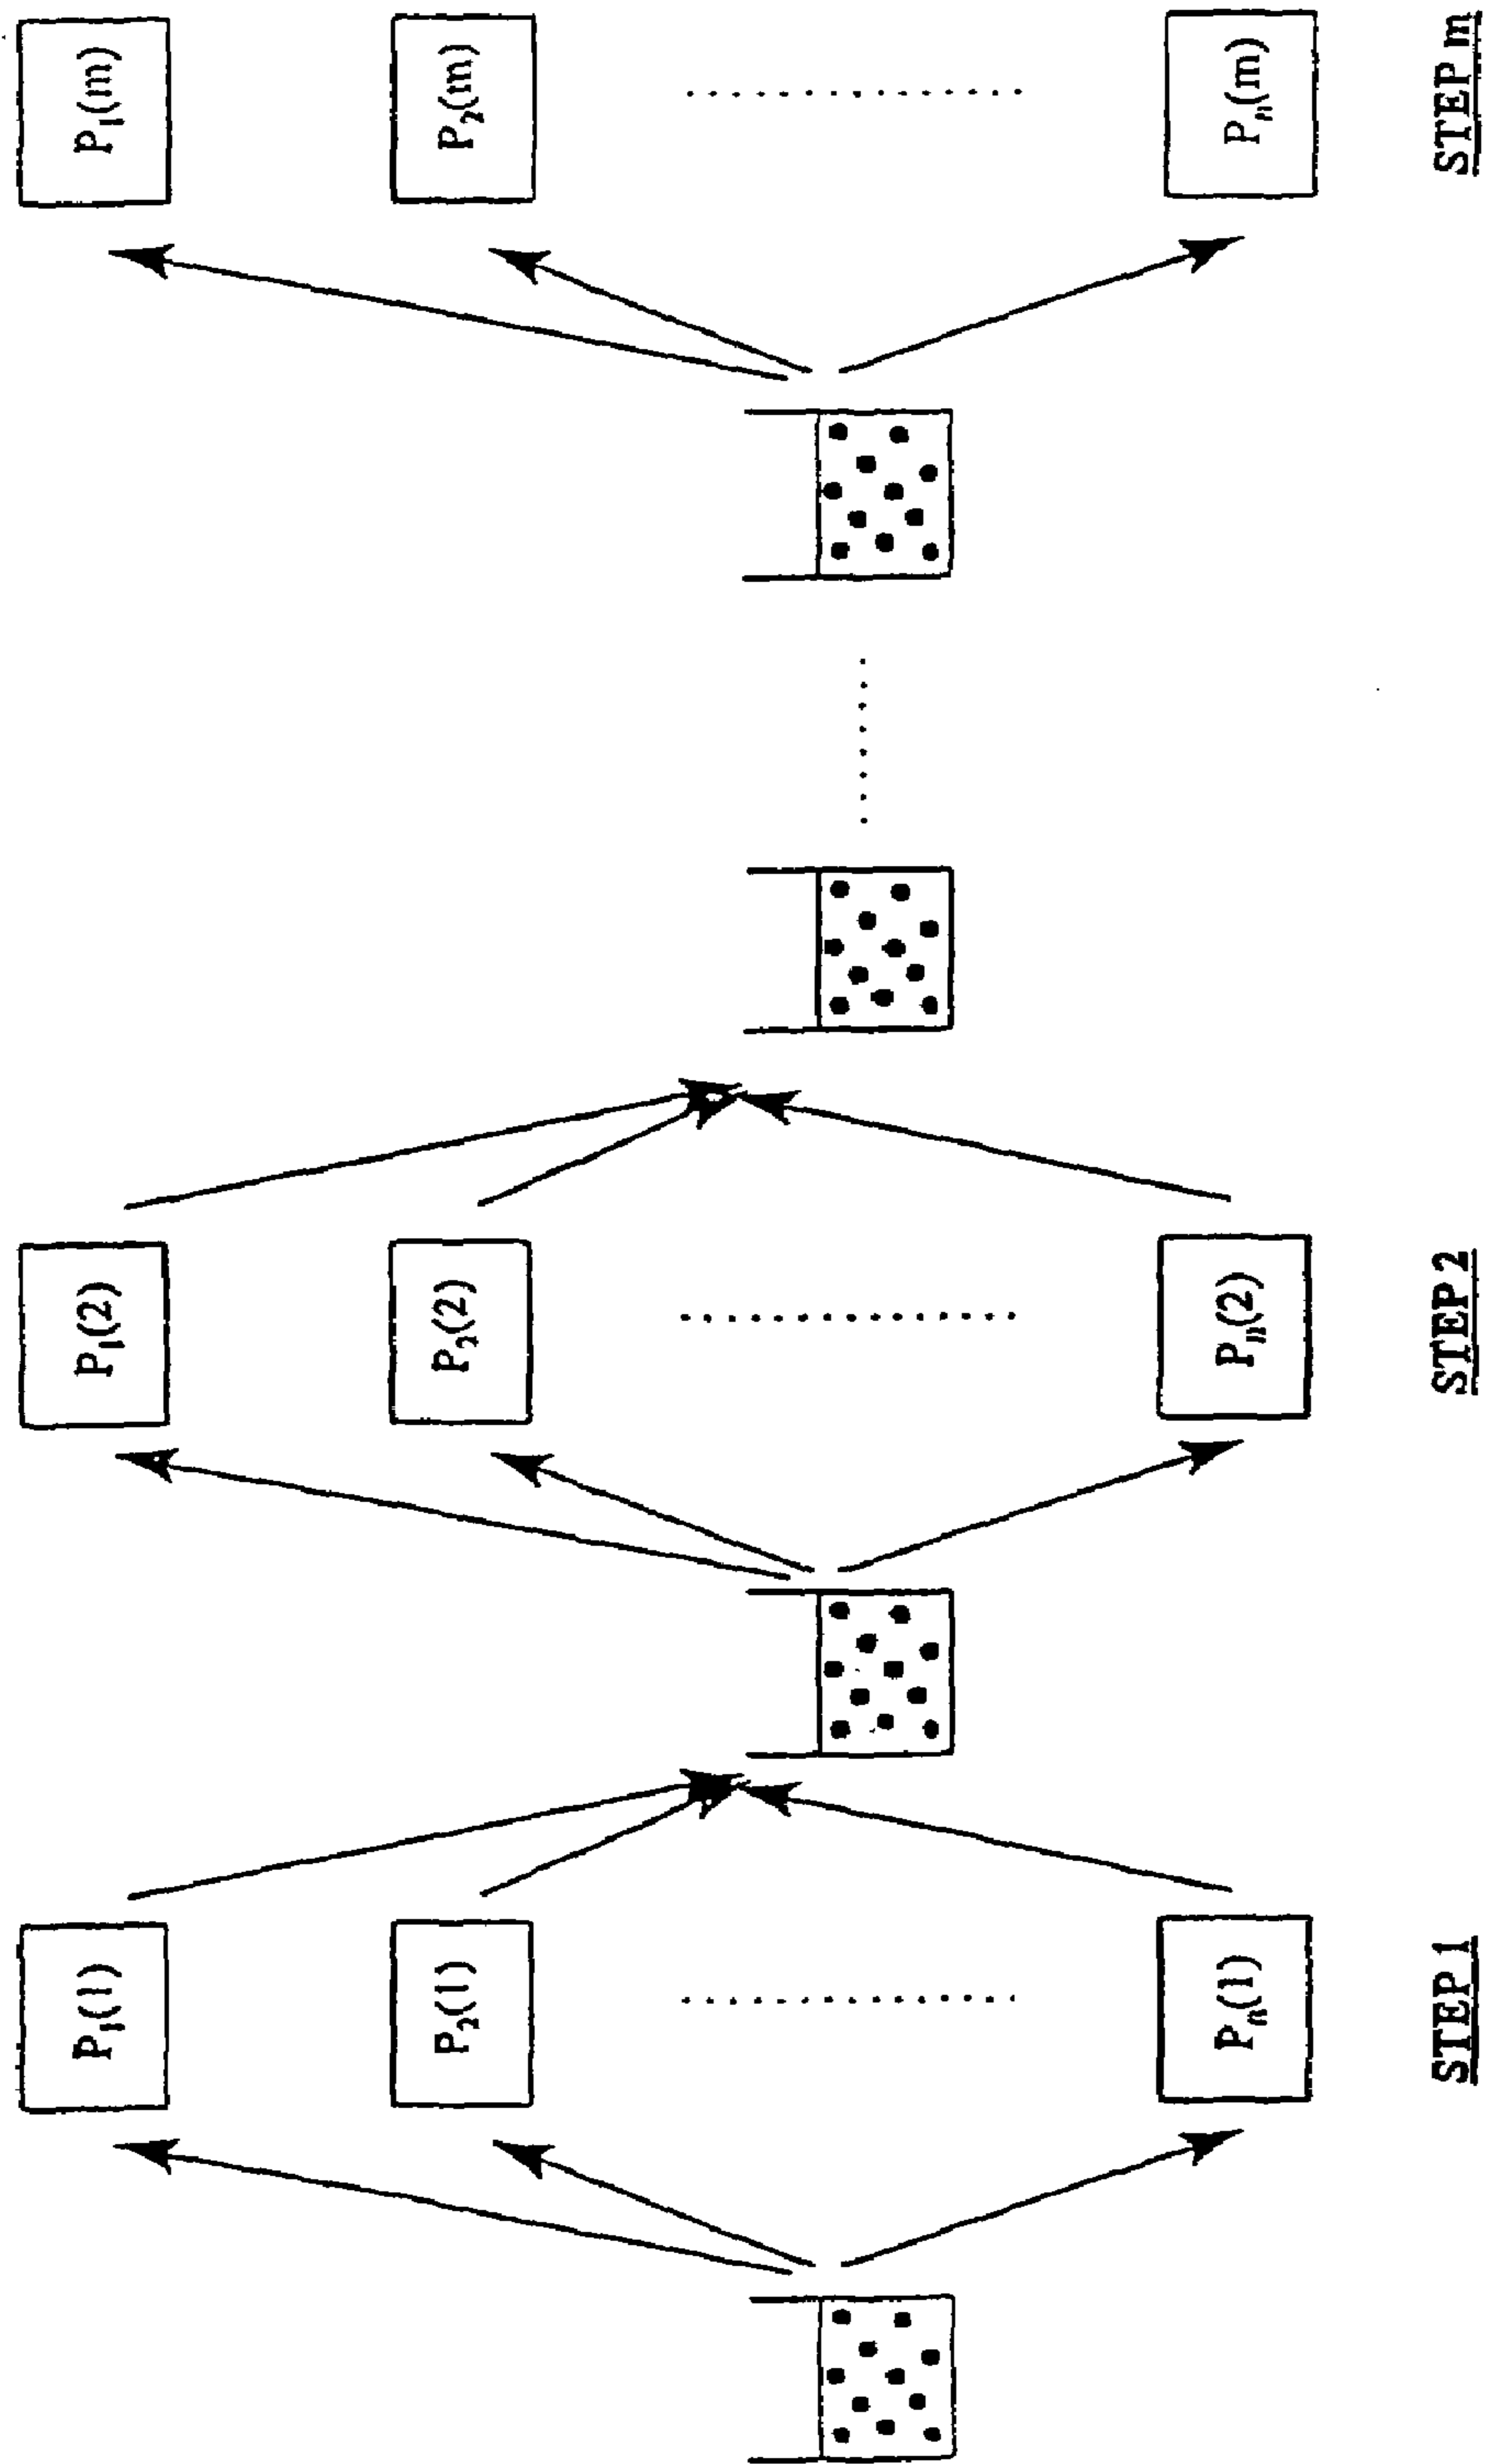 P₁(1)
P₂(1)
Pₙ(1)
STEP 1
P₁(2)
P₂(2)
Pₙ(2)
STEP 2
P₁(m)
P₂(m)
Pₙ(m)
STEP m